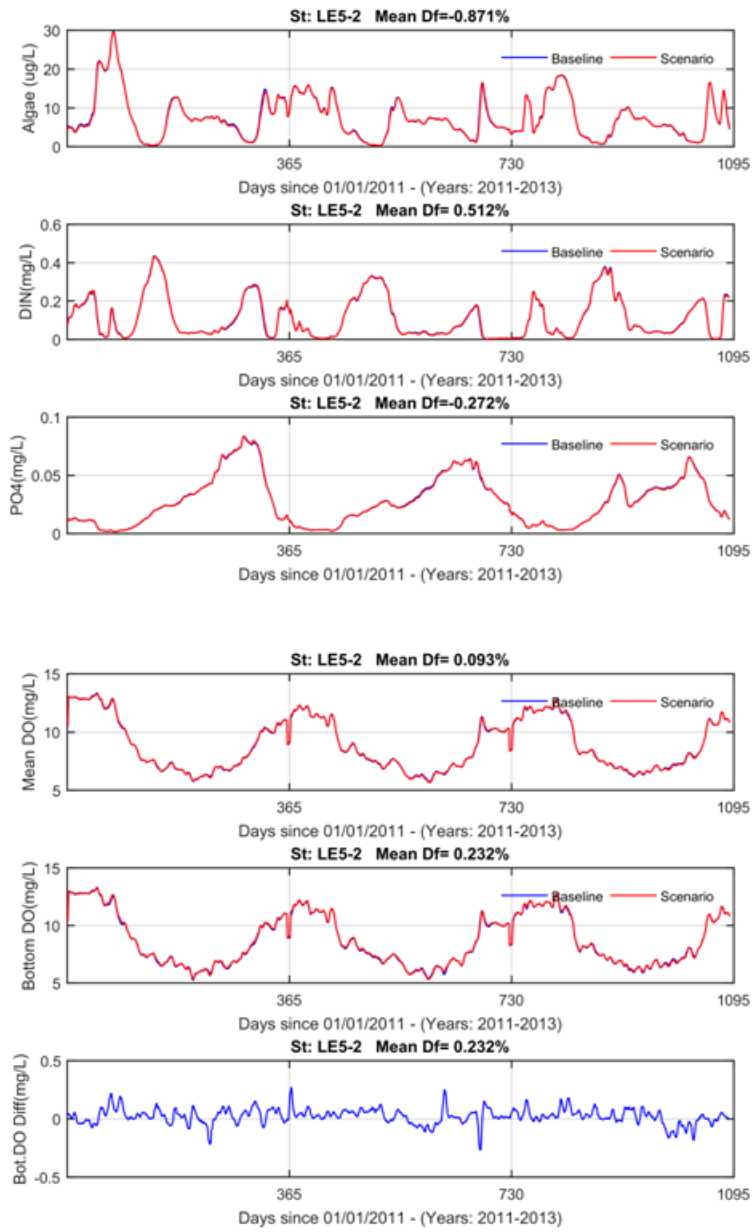 St: LE5-2 Mean Df=-0.871%
30
20
10
0
Algae (ug/L)
Baseline
Scenario
365
730
1095
Days since 01/01/2011 - (Years: 2011-2013)
St: LE5-2 Mean Df= 0.512%
0.6
0.4
0.2
0
DIN(mg/L)
Baseline
Scenario
365
730
1095
Days since 01/01/2011 - (Years: 2011-2013)
St: LE5-2 Mean Df=-0.272%
0.1
0.05
0
PO4(mg/L)
Baseline
Scenario
365
730
1095
Days since 01/01/2011 - (Years: 2011-2013)
St: LE5-2 Mean Df= 0.093%
15
10
5
Mean DO(mg/L)
Baseline
Scenario
365
730
1095
Days since 01/01/2011 - (Years: 2011-2013)
St: LE5-2 Mean Df= 0.232%
15
10
5
Bottom DO(mg/L)
Baseline
Scenario
365
730
1095
Days since 01/01/2011 - (Years: 2011-2013)
St: LE5-2 Mean Df= 0.232%
0.5
0
-0.5
Bot.DO Diff(mg/L)
365
730
1095
Days since 01/01/2011 - (Years: 2011-2013)